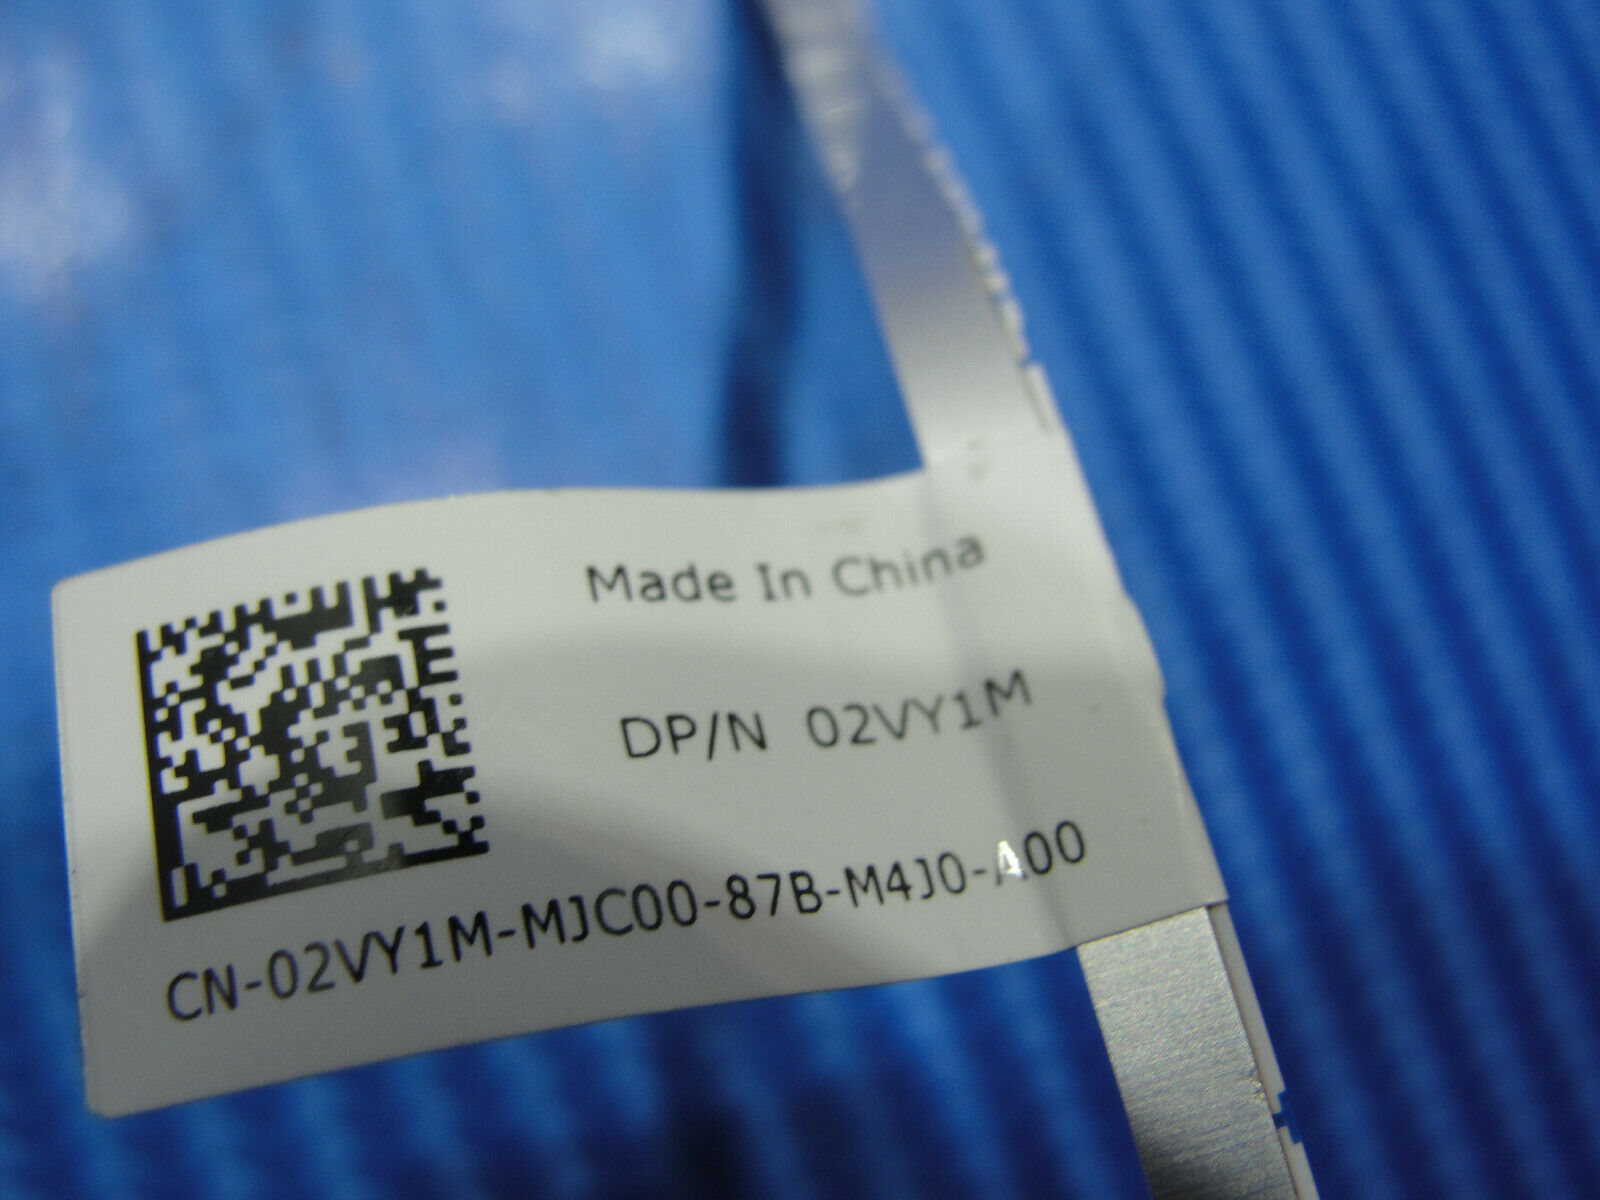 Made In China
DP/N 02VY1M
CN-02VY1M-MJC00-87B-M4J0-A00